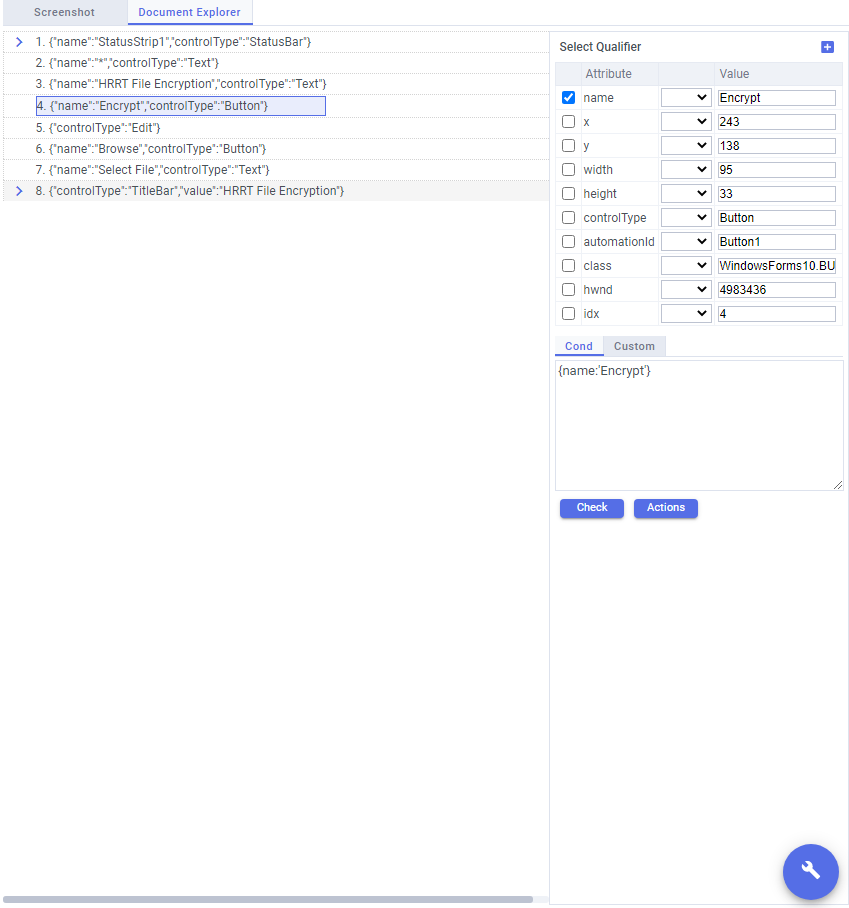 Screenshot Document Explorer
1. {"name":"StatusStrip1","controlType":"StatusBar"}
2. {"name":"*","controlType":"Text"}
3. {"name":"HRRT File Encryption","controlType":"Text"}
4. {"name":"Encrypt","controlType":"Button"}
5. {"controlType":"Edit"}
6. {"name":"Browse","controlType":"Button"}
7. {"name":"Select File","controlType":"Text"}
8. {"controlType":"TitleBar","value":"HRRT File Encryption"}
Select Qualifier
Attribute Value
name Encrypt
x 243
y 138
width 95
height 33
controlType Button
automationId Button1
class WindowsForms10.BU
hwnd 4983436
idx 4
Cond Custom
{name:'Encrypt'}
Check Actions